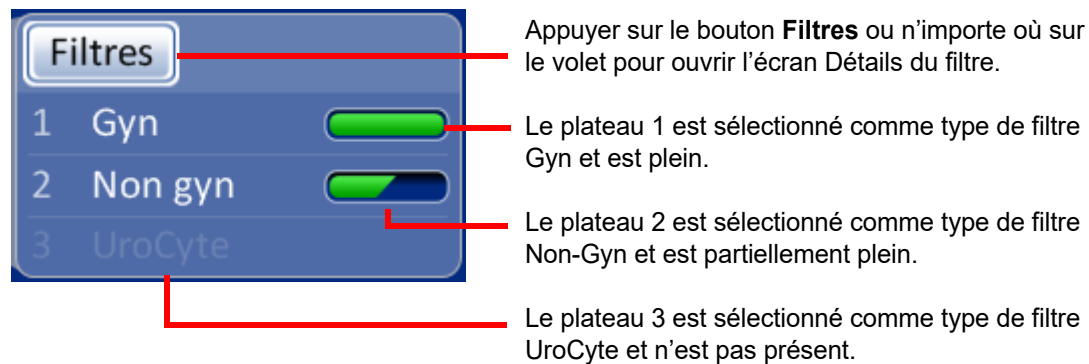 Filtres
1 Gyn
2 Non gyn
3 UroCyte
Appuyer sur le bouton Filtres ou n’importe où sur
le volet pour ouvrir l’écran Détails du filtre.
Le plateau 1 est sélectionné comme type de filtre
Gyn et est plein.
Le plateau 2 est sélectionné comme type de filtre
Non-Gyn et est partiellement plein.
Le plateau 3 est sélectionné comme type de filtre
UroCyte et n’est pas présent.